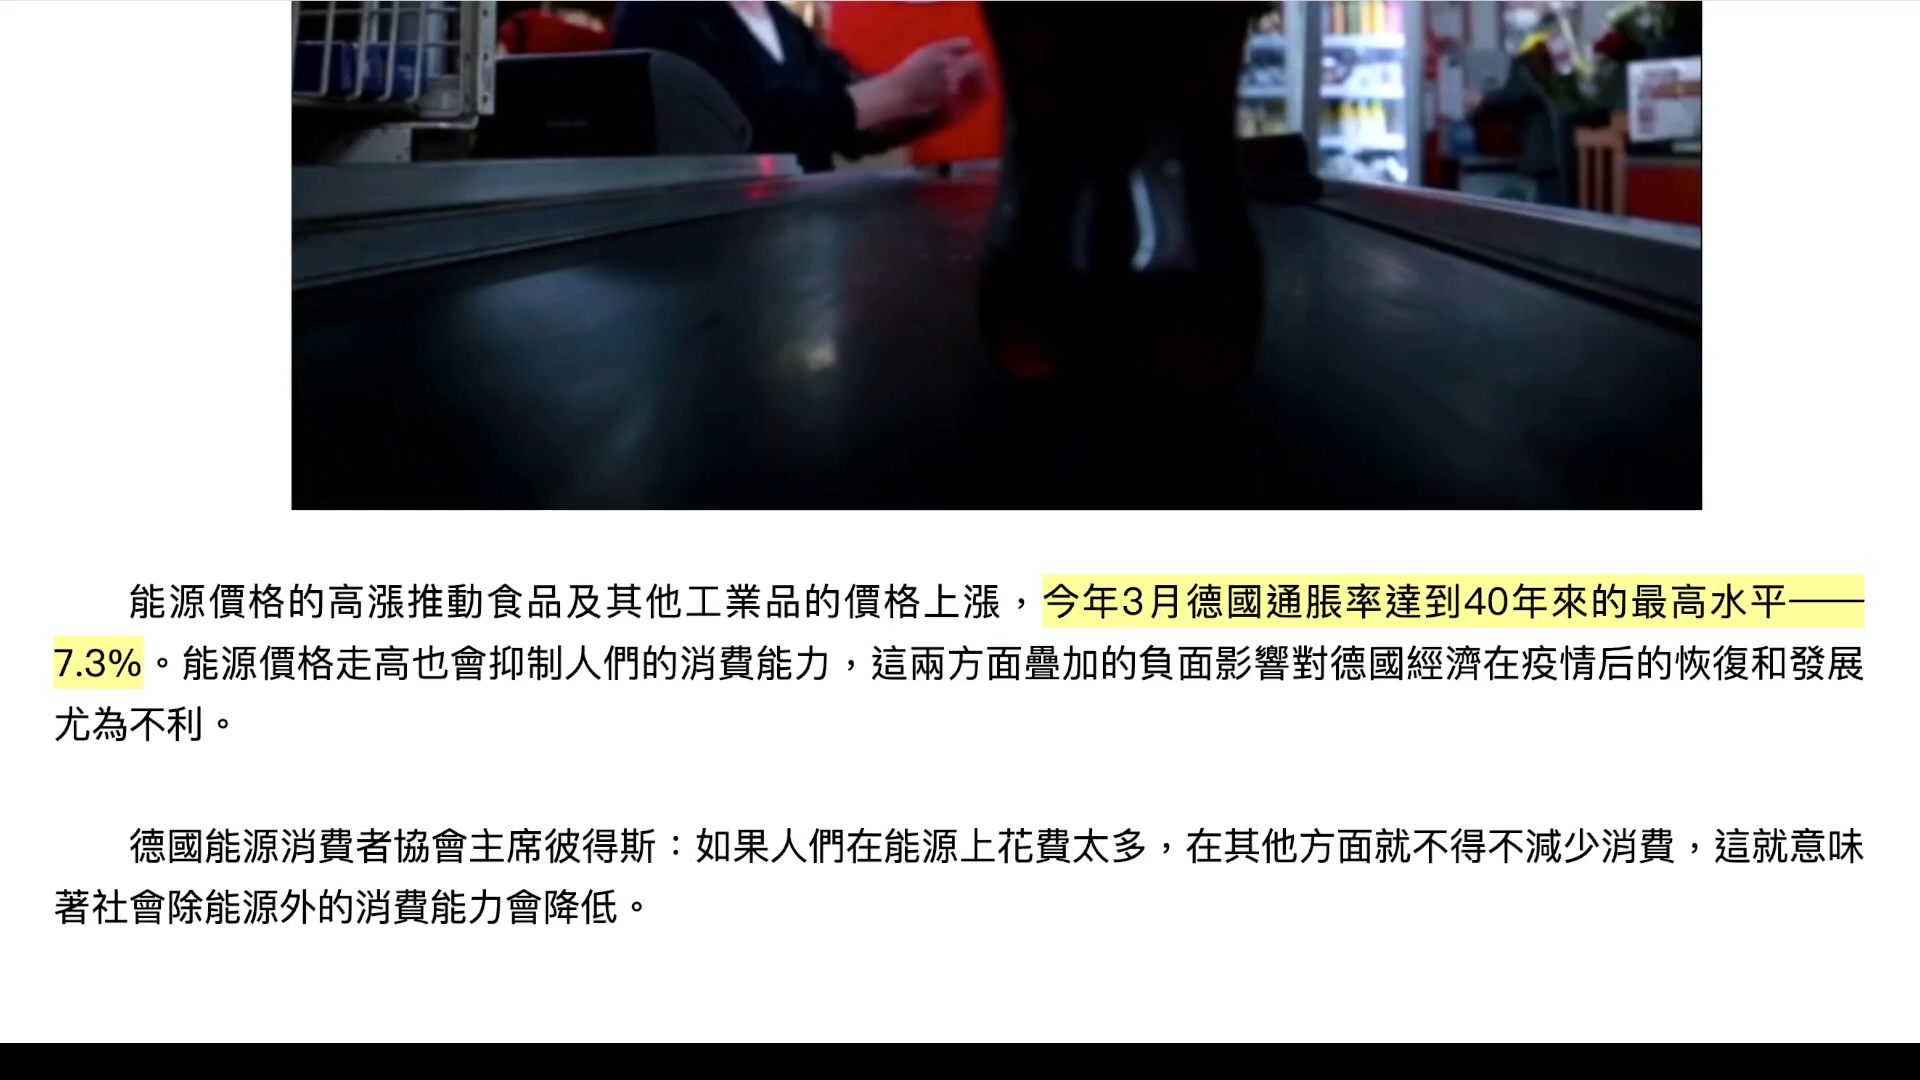 能源價格的高漲推動食品及其他工業品的價格上漲，今年3月德國通脹率達到40年來的最高水平——
7.3%。能源價格走高也會抑制人們的消費能力，這兩方面疊加的負面影響對德國經濟在疫情后的恢復和發展
尤為不利。
德國能源消費者協會主席彼得斯：如果人們在能源上花費太多，在其他方面就不得不減少消費，這就意味
著社會除能源外的消費能力會降低。